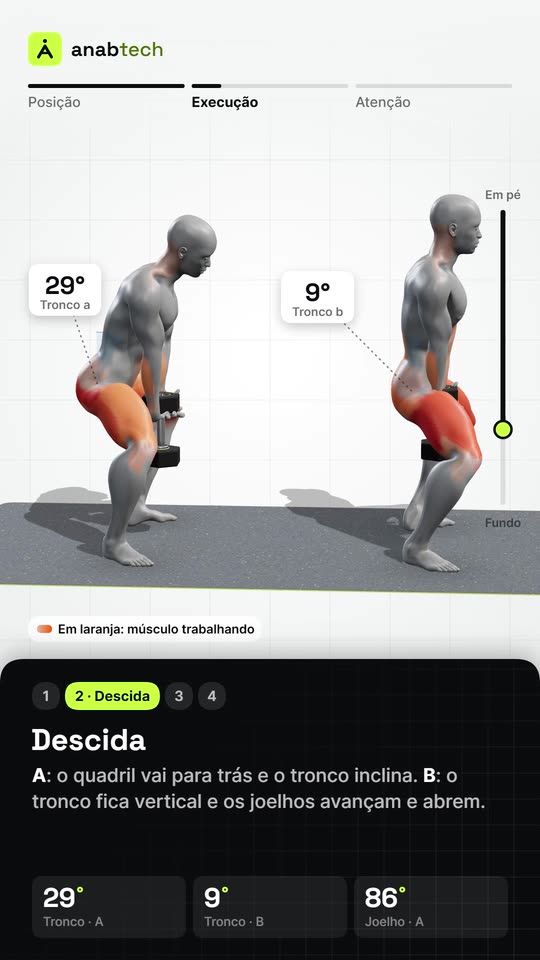 anabtech
Posição Execução Atenção
Em pé
29°
Tronco a
9°
Tronco b
Fundo
Em laranja: músculo trabalhando
1 2 · Descida 3 4
Descida
A: o quadril vai para trás e o tronco inclina. B: o
tronco fica vertical e os joelhos avançam e abrem.
29° 9° 86°
Tronco · A Tronco · B Joelho · A